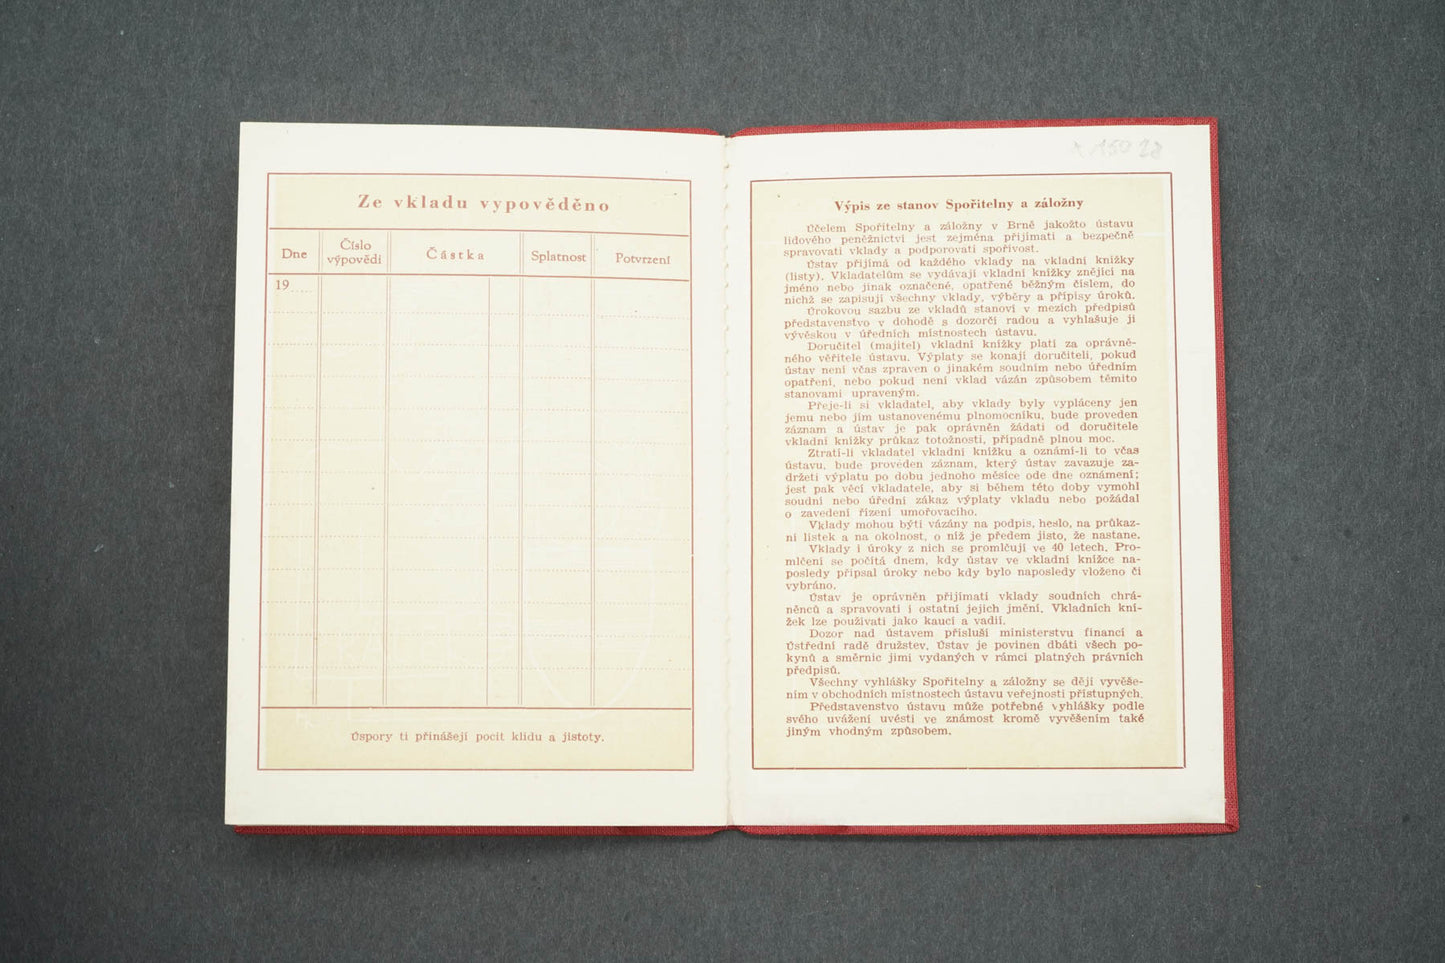 Ze vkladu vypověděno
Dne
Číslo
výpovědi
Částka
Splatnost
Potvrzení
19......
Úspory ti přinášejí pocit klidu a jistoty.
Výpis ze stanov Spořitelny a záložny
Účelem Spořitelny a záložny v Brně jakožto ústavu
lidového peněžnictví jest zejména přijímati a bezpečně
spravovati vklady a podporovati spořivost.
Ústav přijímá od každého vklady na vkladní knížky
(listy). Vkladatelům se vydávají vkladní knížky znějící na
jméno nebo jinak označené, opatřené běžným číslem, do
nichž se zapisují všechny vklady, výběry a přípisy úroků.
Úrokovou sazbu ze vkladů stanoví v mezích předpisů
představenstvo v dohodě s dozorčí radou a vyhlašuje ji
vývěskou v úředních místnostech ústavu.
Doručitel (majitel) vkladní knížky platí za oprávně-
ného věřitele ústavu. Výplaty se konají doručiteli, pokud
ústav není včas zpraven o jinakém soudním nebo úředním
opatření, nebo pokud není vklad vázán způsobem těmito
stanovami upraveným.
Přeje-li si vkladatel, aby vklady byly vypláceny jen
jemu nebo jím ustanovenému plnomocníku, bude proveden
záznam a ústav je pak oprávněn žádati od doručitele
vkladní knížky průkaz totožnosti, případně plnou moc.
Ztratí-li vkladatel vkladní knížku a oznámí-li to včas
ústavu, bude proveden záznam, který ústav zavazuje za-
držeti výplatu po dobu jednoho měsíce ode dne oznámení;
jest pak věcí vkladatele, aby si během této doby vymohl
soudní nebo úřední zákaz výplaty vkladu nebo požádal
o zavedení řízení umořovacího.
Vklady mohou býti vázány na podpis, heslo, na průkaz-
ní lístek a na okolnost, o níž je předem jisto, že nastane.
Vklady i úroky z nich se promlčují ve 40 letech. Pro-
mlčení se počítá dnem, kdy ústav ve vkladní knížce na-
posledy připsal úroky nebo kdy bylo naposledy vloženo či
vybráno.
Ústav je oprávněn přijímati vklady soudních chrá-
něnců a spravovati i ostatní jejich jmění. Vkladních kní-
žek lze používati jako kaucí a vadií.
Dozor nad ústavem přísluší ministerstvu financí a
Ústřední radě družstev. Ústav je povinen dbáti všech po-
kynů a směrnic jimi vydaných v rámci platných právních
předpisů.
Všechny vyhlášky Spořitelny a záložny se dějí vyvěše-
ním v obchodních místnostech ústavu veřejnosti přístupných.
Představenstvo ústavu může potřebné vyhlášky podle
svého uvážení uvésti ve známost kromě vyvěšením také
jiným vhodným způsobem.